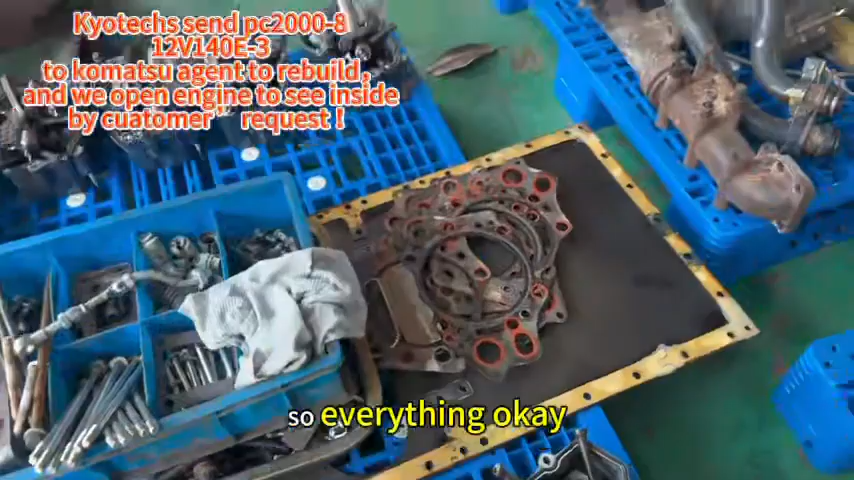 Kyotechs send pc2000-8
12V140E-3
to komatsu agent to rebuild,
and we open engine to see inside
by cuatomer' request !
so everything okay